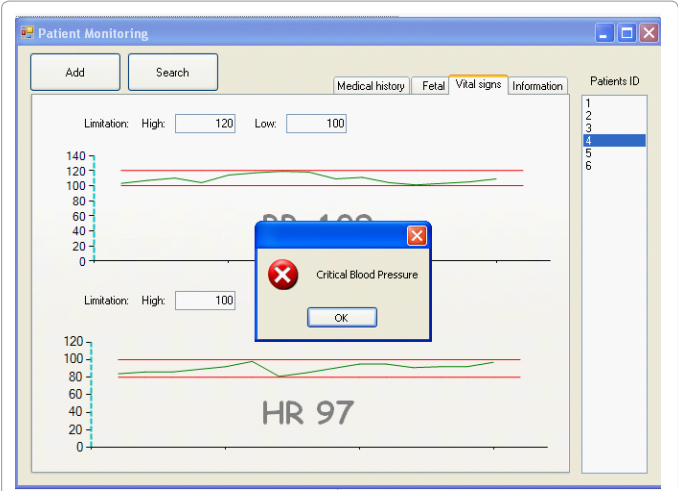 Patient Monitoring
Add Search
Medical history Fetal Vital signs Information
Patients ID
1
2
3
4
5
6
Limitation: High: 120 Low: 100
140
120
100
80
60
40
20
0
Critical Blood Pressure
OK
Limitation: High: 100
120
100
80
60
40
20
0
HR 97